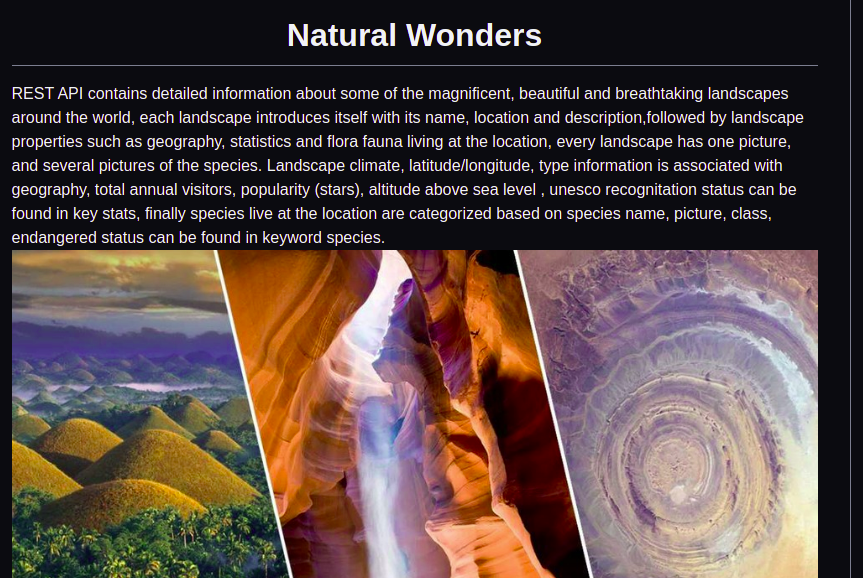 Natural Wonders
REST API contains detailed information about some of the magnificent, beautiful and breathtaking landscapes
around the world, each landscape introduces itself with its name, location and description,followed by landscape
properties such as geography, statistics and flora fauna living at the location, every landscape has one picture,
and several pictures of the species. Landscape climate, latitude/longitude, type information is associated with
geography, total annual visitors, popularity (stars), altitude above sea level , unesco recognitation status can be
found in key stats, finally species live at the location are categorized based on species name, picture, class,
endangered status can be found in keyword species.